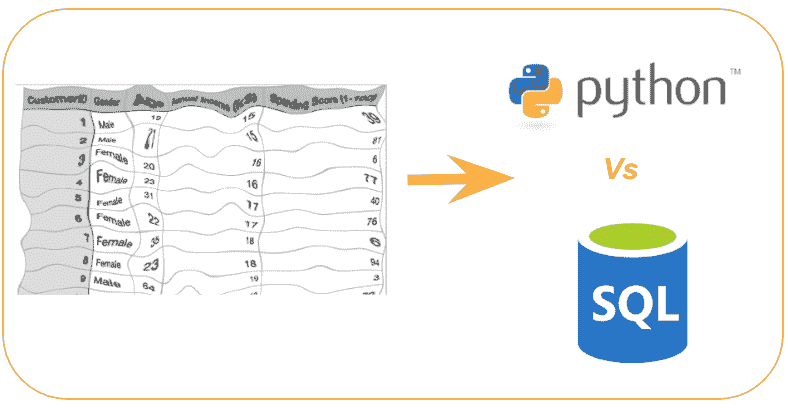 CustomerID Gender Age Annual Income (k$) Spending Score (1-100)
1 Male 19 15 39
2 Male 21 15 81
3 Female 20 16 6
4 Female 23 16 77
5 Female 31 17 40
6 Female 22 17 76
7 Female 35 18 6
8 Female 23 18 94
9 Male 64 19 3
python ™
Vs
SQL